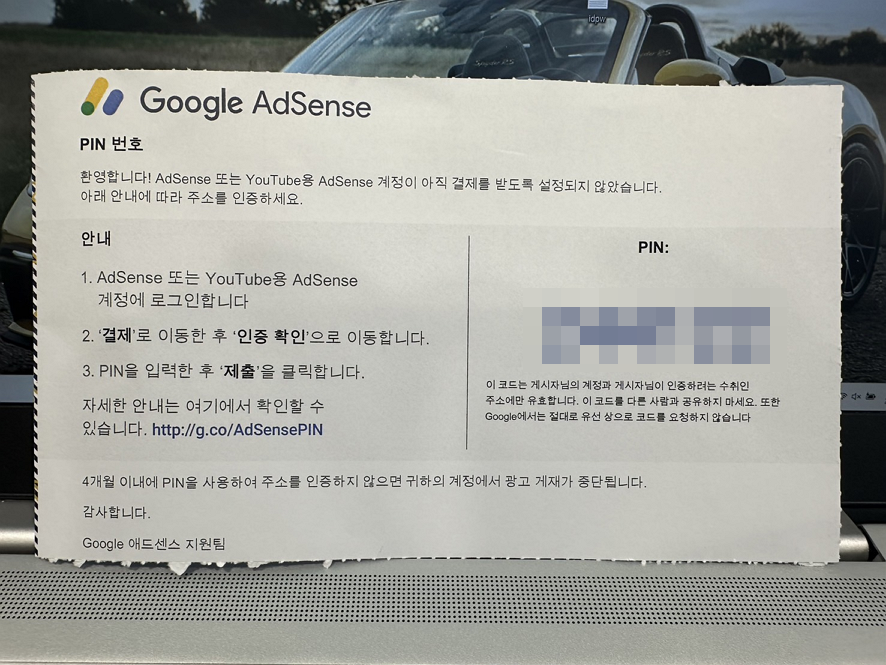 idpw
Spyder RS
Google AdSense
PIN 번호
환영합니다! AdSense 또는 YouTube용 AdSense 계정이 아직 결제를 받도록 설정되지 않았습니다.
아래 안내에 따라 주소를 인증하세요.
안내
1. AdSense 또는 YouTube용 AdSense
계정에 로그인합니다
2. '결제'로 이동한 후 '인증 확인'으로 이동합니다.
3. PIN을 입력한 후 '제출'을 클릭합니다.
자세한 안내는 여기에서 확인할 수
있습니다. http://g.co/AdSensePIN
PIN:
이 코드는 게시자님의 계정과 게시자님이 인증하려는 수취인
주소에만 유효합니다. 이 코드를 다른 사람과 공유하지 마세요. 또한
Google에서는 절대로 유선 상으로 코드를 요청하지 않습니다
4개월 이내에 PIN을 사용하여 주소를 인증하지 않으면 귀하의 계정에서 광고 게재가 중단됩니다.
감사합니다.
Google 애드센스 지원팀